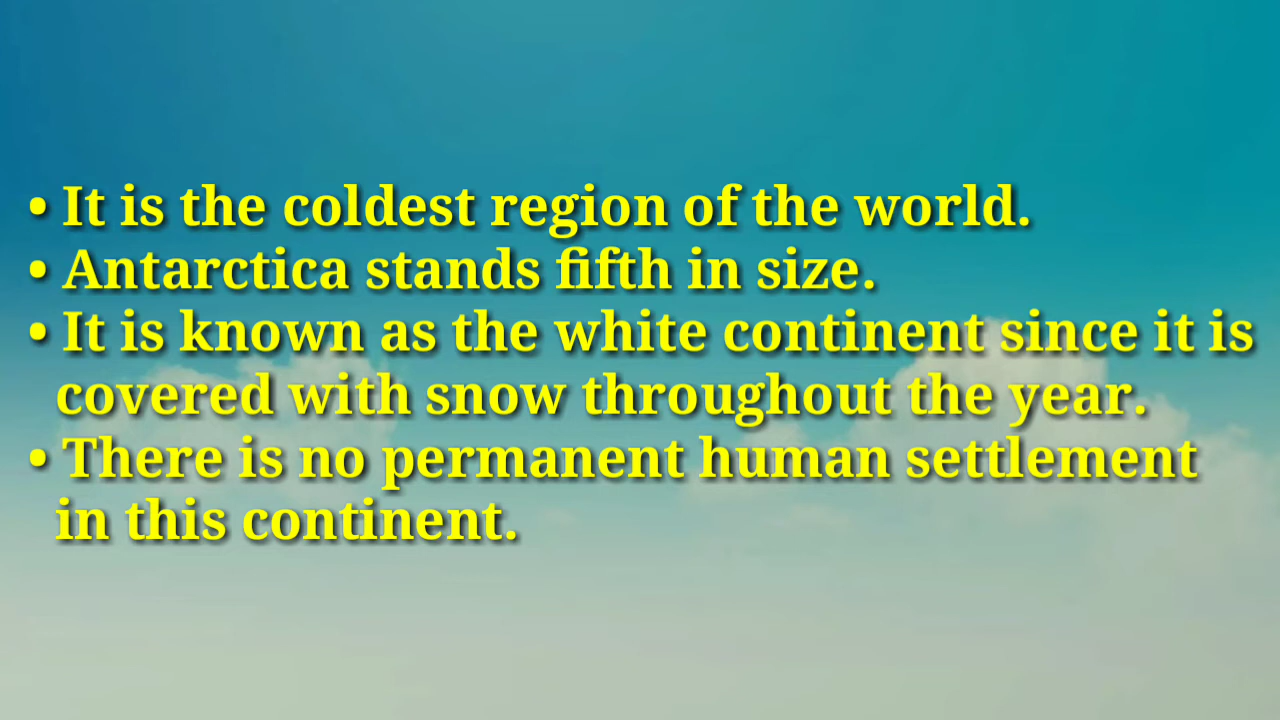 • It is the coldest region of the world.
• Antarctica stands fifth in size.
• It is known as the white continent since it is
covered with snow throughout the year.
• There is no permanent human settlement
in this continent.